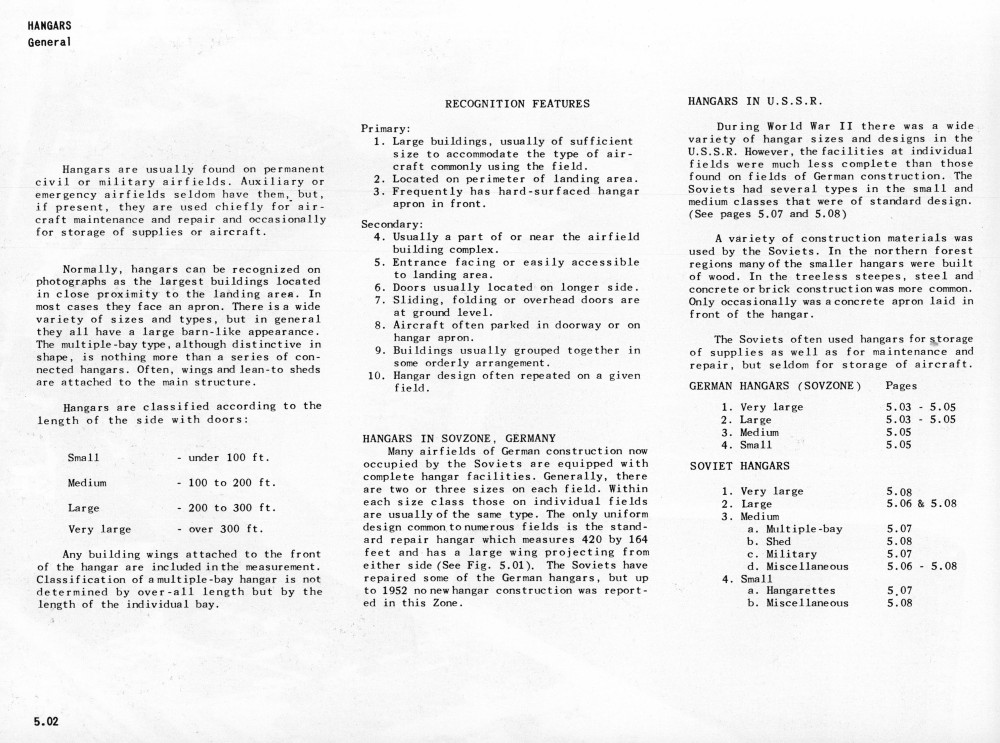 HANGARS
General
Hangars are usually found on permanent
civil or military airfields. Auxiliary or
emergency airfields seldom have them, but,
if present, they are used chiefly for air-
craft maintenance and repair and occasionally
for storage of supplies or aircraft.
Normally, hangars can be recognized on
photographs as the largest buildings located
in close proximity to the landing area. In
most cases they face an apron. There is a wide
variety of sizes and types, but in general
they all have a large barn-like appearance.
The multiple-bay type, although distinctive in
shape, is nothing more than a series of con-
nected hangars. Often, wings and lean-to sheds
are attached to the main structure.
Hangars are classified according to the
length of the side with doors:
Small - under 100 ft.
Medium - 100 to 200 ft.
Large - 200 to 300 ft.
Very large - over 300 ft.
Any building wings attached to the front
of the hangar are included in the measurement.
Classification of a multiple-bay hangar is not
determined by over-all length but by the
length of the individual bay.
RECOGNITION FEATURES
Primary:
1. Large buildings, usually of sufficient
size to accommodate the type of air-
craft commonly using the field.
2. Located on perimeter of landing area.
3. Frequently has hard-surfaced hangar
apron in front.
Secondary:
4. Usually a part of or near the airfield
building complex.
5. Entrance facing or easily accessible
to landing area.
6. Doors usually located on longer side.
7. Sliding, folding or overhead doors are
at ground level.
8. Aircraft often parked in doorway or on
hangar apron.
9. Buildings usually grouped together in
some orderly arrangement.
10. Hangar design often repeated on a given
field.
HANGARS IN SOVZONE, GERMANY
Many airfields of German construction now
occupied by the Soviets are equipped with
complete hangar facilities. Generally, there
are two or three sizes on each field. Within
each size class those on individual fields
are usually of the same type. The only uniform
design common to numerous fields is the stand-
ard repair hangar which measures 420 by 164
feet and has a large wing projecting from
either side (See Fig. 5.01). The Soviets have
repaired some of the German hangars, but up
to 1952 no new hangar construction was report-
ed in this Zone.
HANGARS IN U.S.S.R.
During World War II there was a wide
variety of hangar sizes and designs in the
U.S.S.R. However, the facilities at individual
fields were much less complete than those
found on fields of German construction. The
Soviets had several types in the small and
medium classes that were of standard design.
(See pages 5.07 and 5.08)
A variety of construction materials was
used by the Soviets. In the northern forest
regions many of the smaller hangars were built
of wood. In the treeless steepes, steel and
concrete or brick construction was more common.
Only occasionally was a concrete apron laid in
front of the hangar.
The Soviets often used hangars for storage
of supplies as well as for maintenance and
repair, but seldom for storage of aircraft.
GERMAN HANGARS (SOVZONE) Pages
1. Very large 5.03 - 5.05
2. Large 5.03 - 5.05
3. Medium 5.05
4. Small 5.05
SOVIET HANGARS
1. Very large 5.08
2. Large 5.06 & 5.08
3. Medium
a. Multiple-bay 5.07
b. Shed 5.08
c. Military 5.07
d. Miscellaneous 5.06 - 5.08
4. Small
a. Hangarettes 5.07
b. Miscellaneous 5.08
5.02